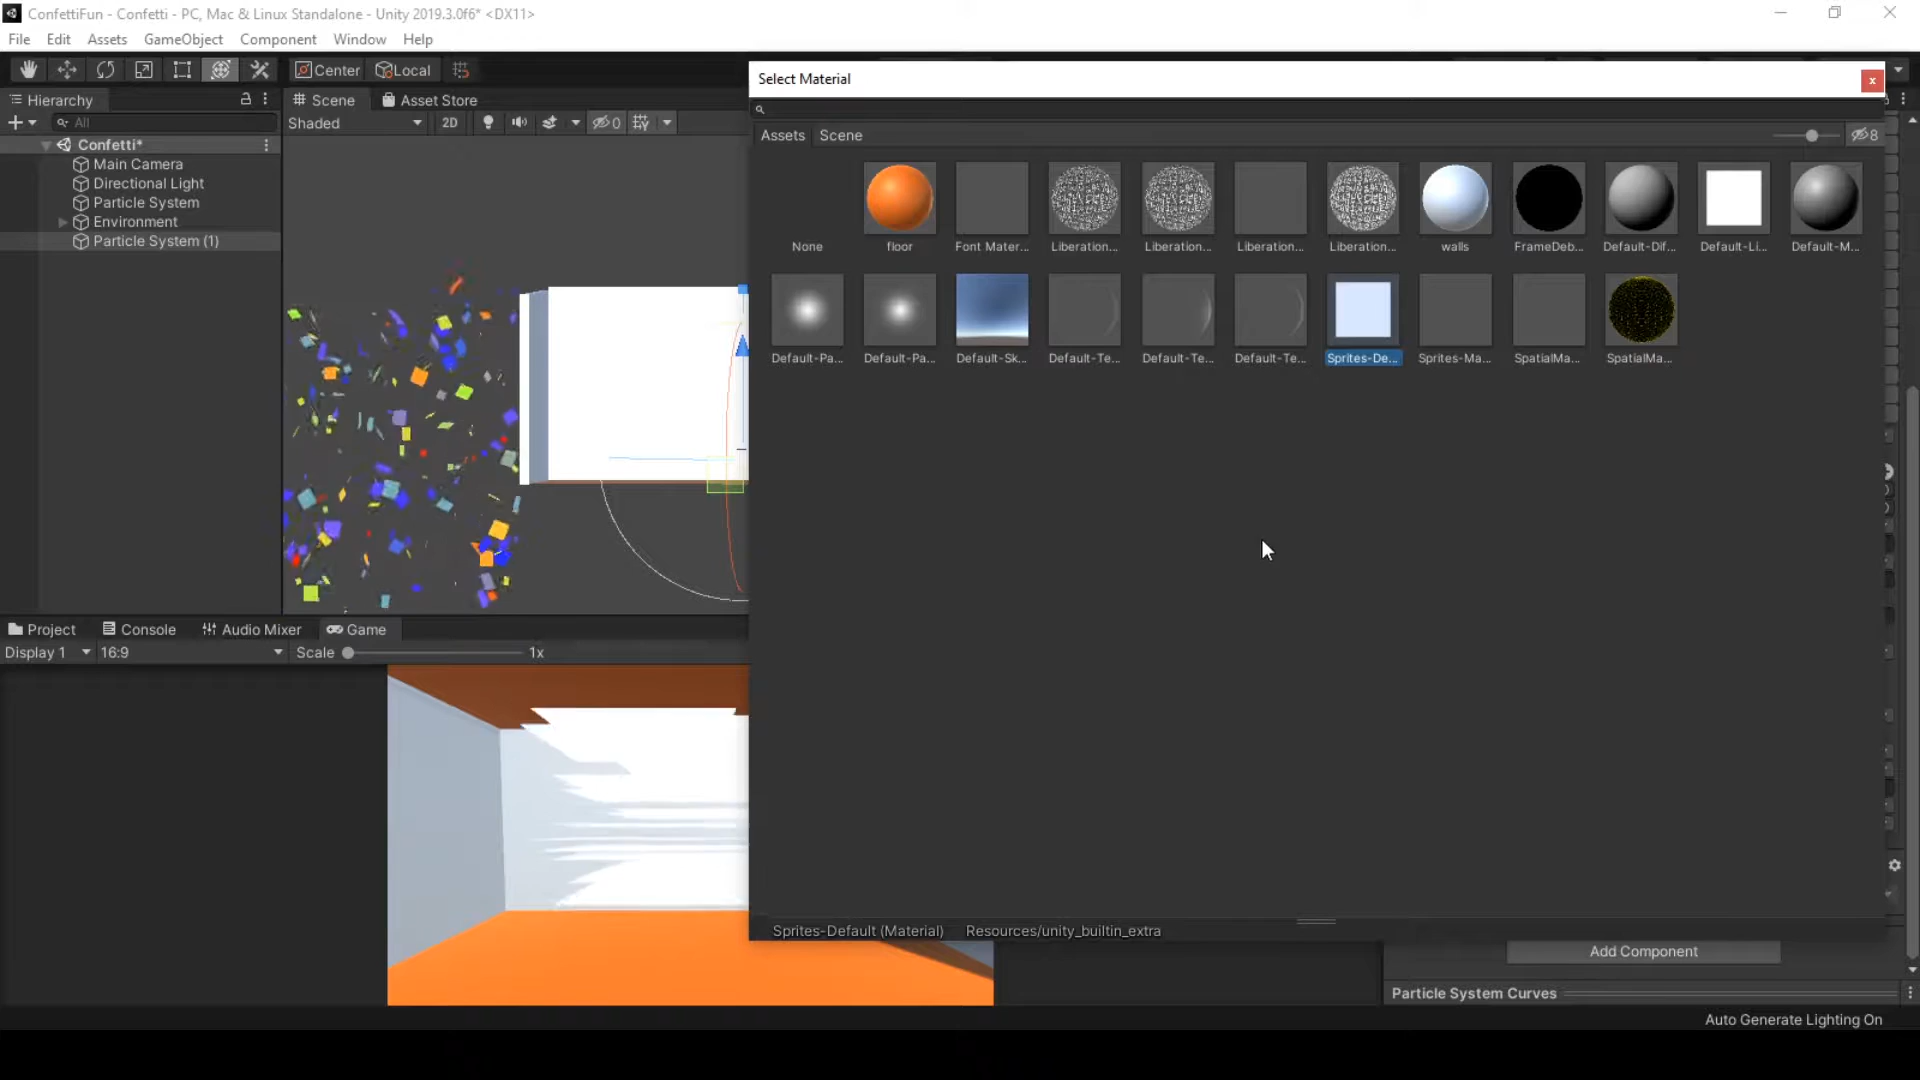 ConfettiFun - Confetti - PC, Mac & Linux Standalone - Unity 2019.3.0f6* <DX11>
File Edit Assets GameObject Component Window Help
Center Local
Select Material
Hierarchy
Scene Asset Store
All
Shaded 2D 0
Assets Scene 8
Confetti*
Main Camera
Directional Light
Particle System
Environment
Particle System (1)
None floor Font Mater... Liberation... Liberation... Liberation... Liberation... walls FrameDeb... Default-Dif... Default-Li... Default-M...
Default-Pa... Default-Pa... Default-Sk... Default-Te... Default-Te... Default-Te... Sprites-De... Sprites-Ma... SpatialMa... SpatialMa...
Project Console Audio Mixer Game
Display 1 16:9 Scale 1x
Sprites-Default (Material) Resources/unity_builtin_extra
Add Component
Particle System Curves
Auto Generate Lighting On